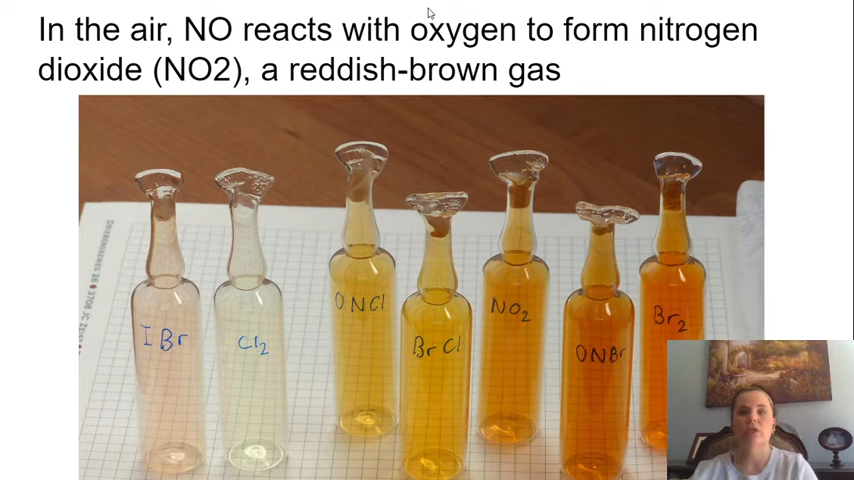 In the air, NO reacts with oxygen to form nitrogen
dioxide (NO2), a reddish-brown gas
IBr
Cl2
ONCl
BrCl
NO2
ONBr
Br2